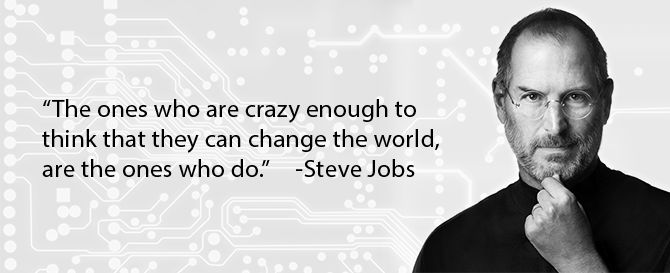 “The ones who are crazy enough to
think that they can change the world,
are the ones who do.” -Steve Jobs